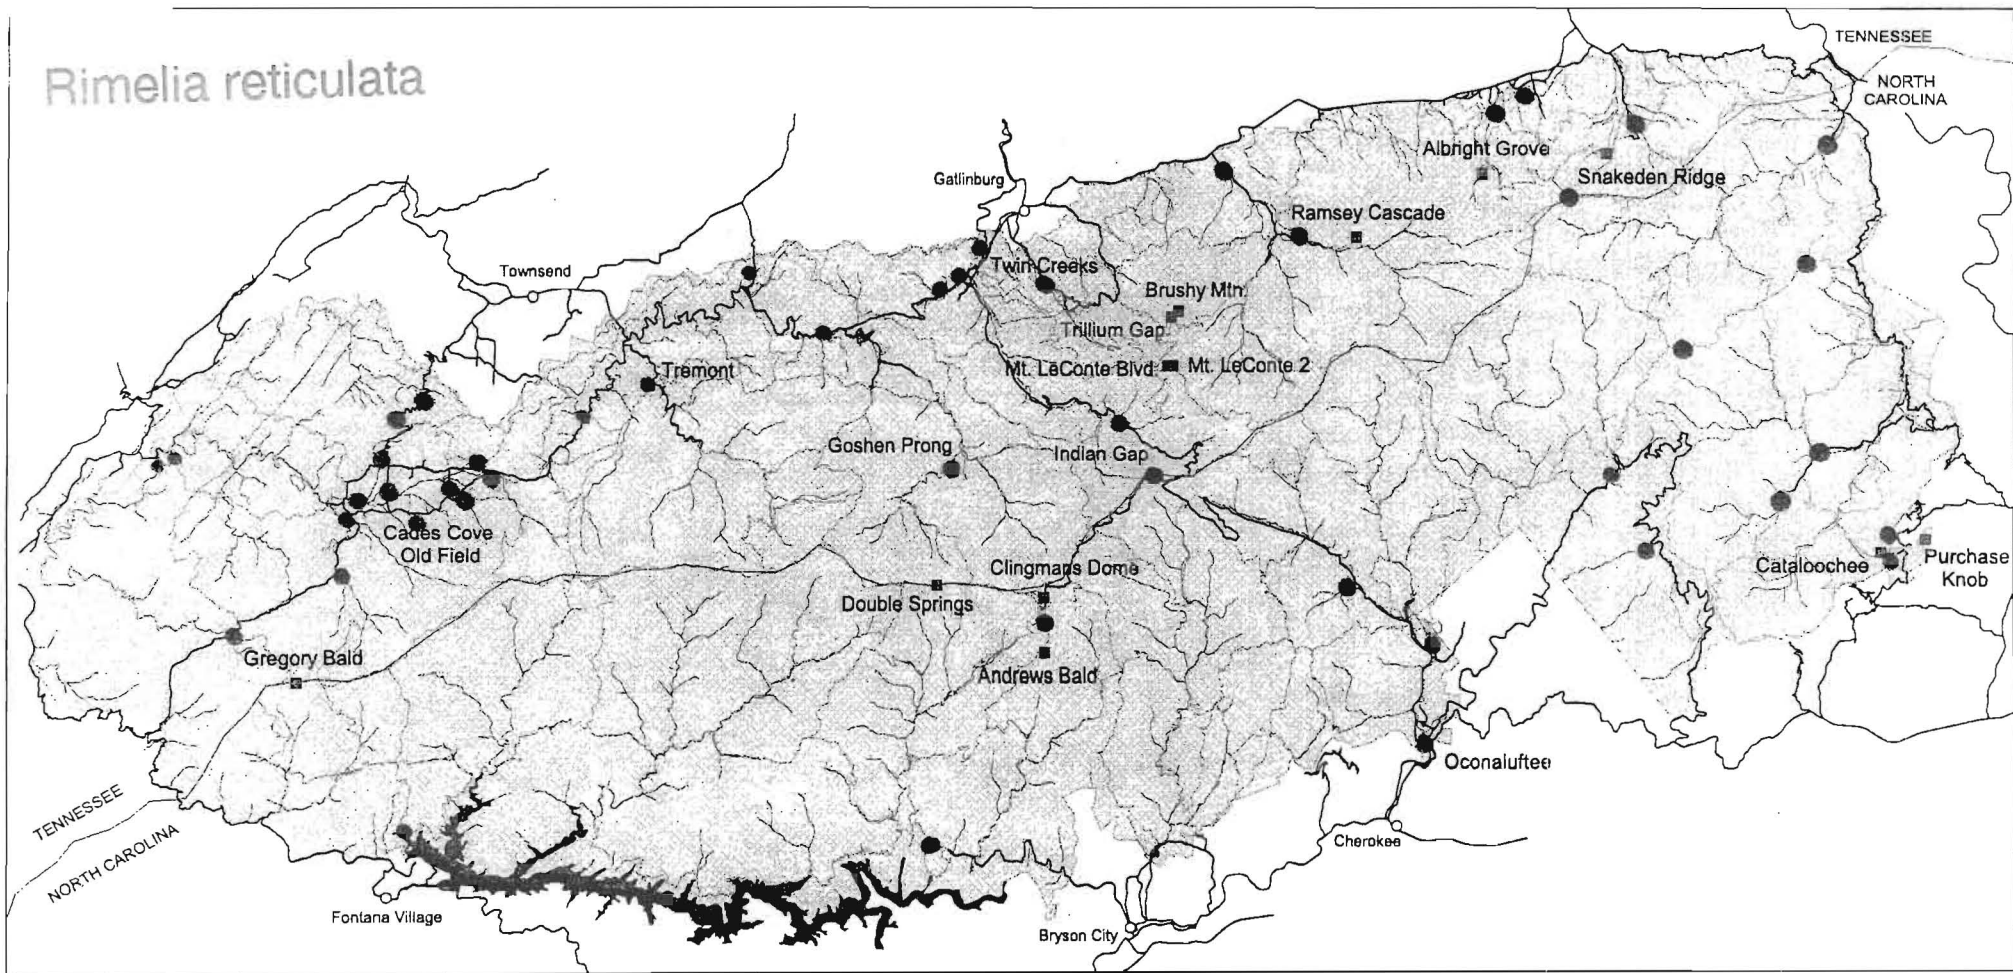 Rimelia reticulata
TENNESSEE
NORTH
CAROLINA
Albright Grove
Snakeden Ridge
Gatlinburg
Ramsey Cascade
Townsend
Twin Creeks
Brushy Mtn.
Trillium Gap
Mt. LeConte Blvd
Mt. LeConte 2
Tremont
Goshen Prong
Indian Gap
Cades Cove
Old Field
Clingmans Dome
Cataloochee
Purchase
Knob
Double Springs
Gregory Bald
Andrews Bald
Oconaluftee
TENNESSEE
NORTH CAROLINA
Cherokee
Fontana Village
Bryson City